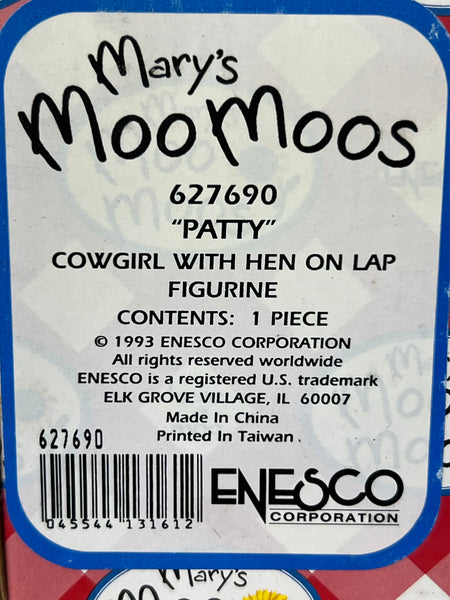 Mary's
MOO MOOS
627690
"PATTY"
COWGIRL WITH HEN ON LAP
FIGURINE
CONTENTS: 1 PIECE
© 1993 ENESCO CORPORATION
All rights reserved worldwide
ENESCO is a registered U.S. trademark
ELK GROVE VILLAGE, IL 60007
Made In China
Printed In Taiwan .
627690
045544 131612
ENESCO
CORPORATION
Mary's